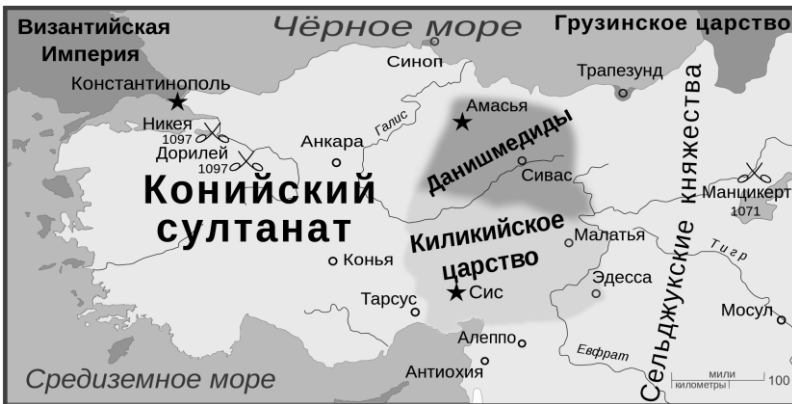 Византийская
Империя
Чёрное море
Грузинское царство
Константинополь
Синоп
Трапезунд
Никея
1097
Дорилей
1097
Анкара
Галис
Амасья
Данишмедиды
Сивас
Манцикерт
1071
Конийский
султанат
Киликийское
царство
Малатья
Сельджукские княжества
Тигр
Конья
Сис
Эдесса
Тарсус
Мосул
Алеппо
Антиохия
Евфрат
Средиземное море
мили
километры
100